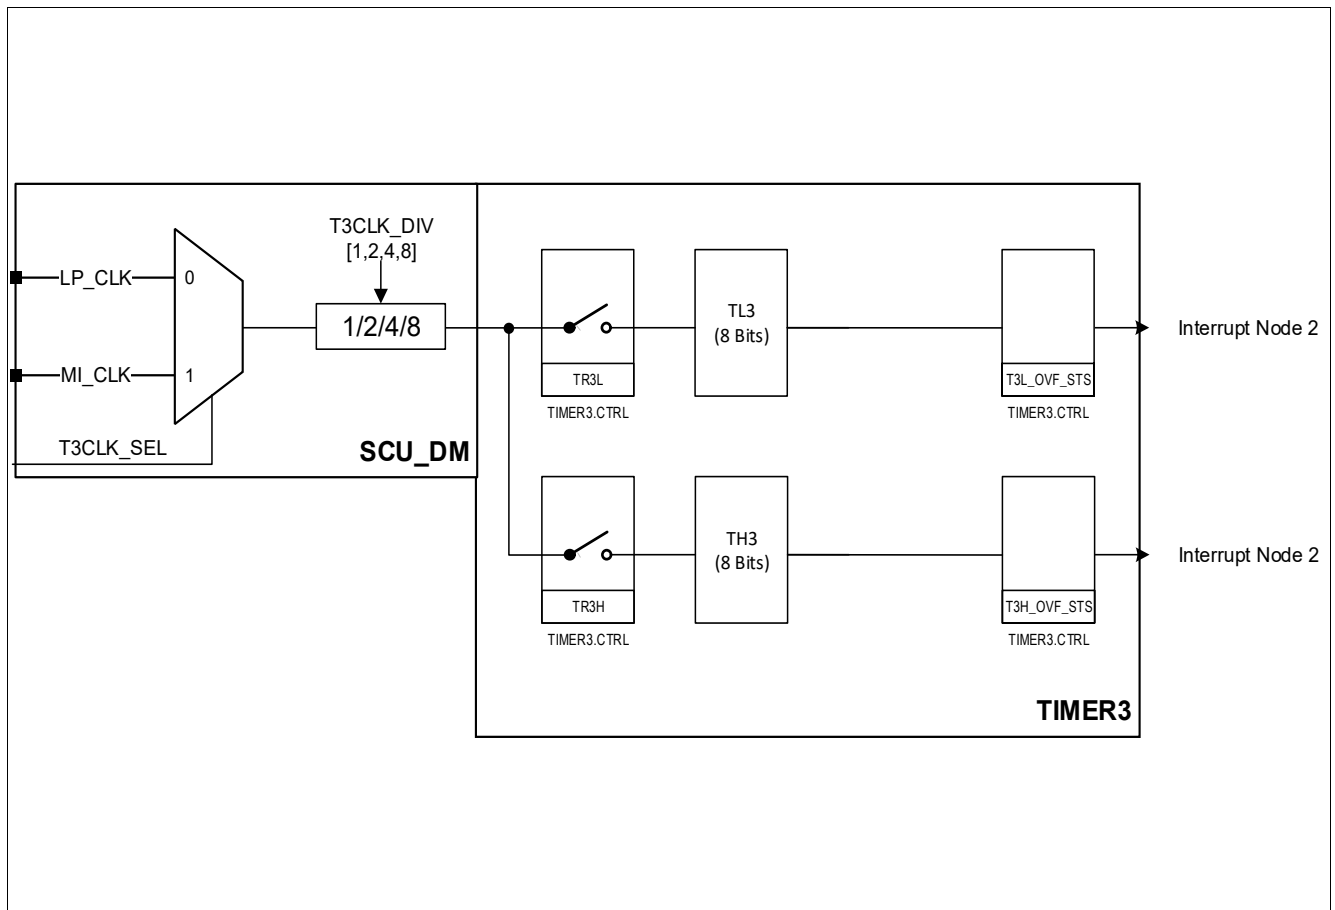 T3CLK_DIV
[1,2,4,8]
LP_CLK
0
1/2/4/8
MI_CLK
1
T3CLK_SEL
SCU_DM
TL3
(8 Bits)
TR3L
TIMER3.CTRL
T3L_OVF_STS
TIMER3.CTRL
Interrupt Node 2
TH3
(8 Bits)
TR3H
TIMER3.CTRL
T3H_OVF_STS
TIMER3.CTRL
Interrupt Node 2
TIMER3